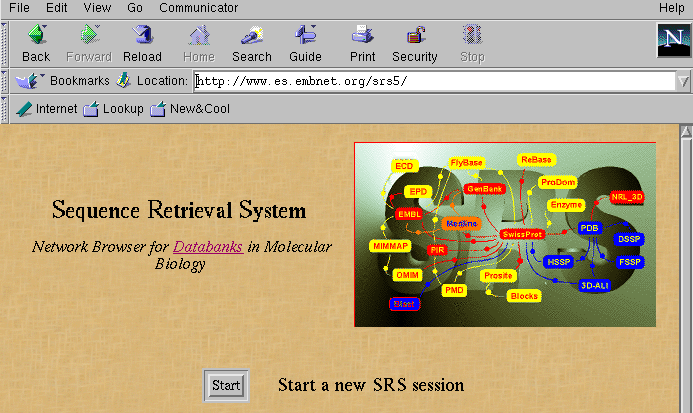 File Edit View Go Communicator Help
Back Forward Reload Home Search Guide Print Security Stop
N
Bookmarks Location: http://www.es.embnet.org/srs5/
Internet Lookup New&Cool
Sequence Retrieval System
Network Browser for Databanks in Molecular
Biology
ECD FlyBase ReBase
EPD GenBank ProDom
EMBL Enzyme NRL_3D
MIMMAP PIR SwissProt PDB DSSP
OMIM Prosite HSSP FSSP
PMD Blocks 3D-ALI
Start Start a new SRS session